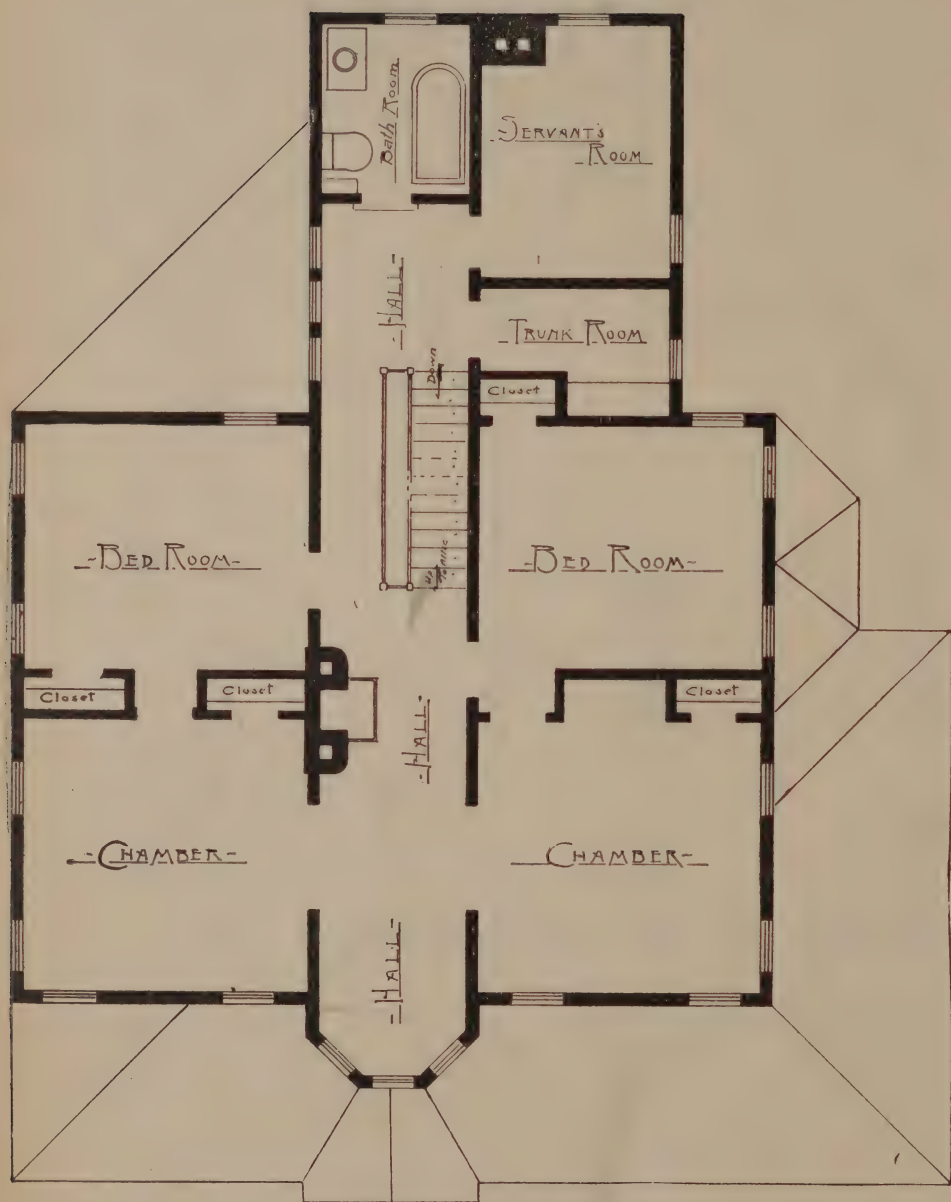 Bath Room
-SERVANT'S
ROOM-
-HALL-
-TRUNK ROOM
DOWN
Closet
-BED ROOM-
-BED ROOM-
UP
Closet
Closet
Closet
-HALL-
-CHAMBER-
-CHAMBER-
-HALL-